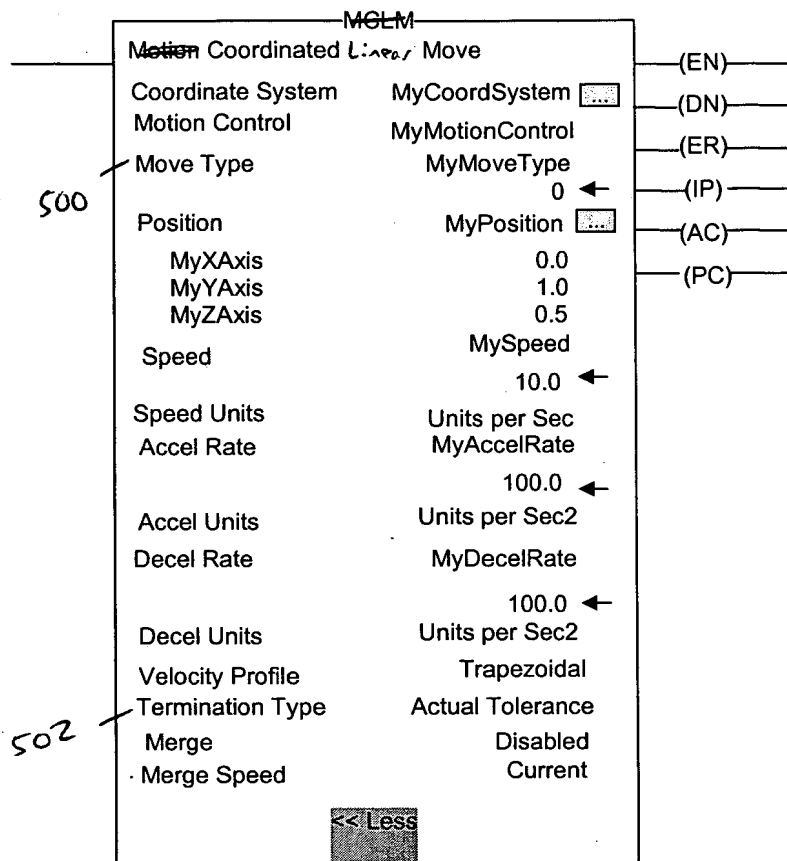 MCLM
Motion Coordinated Linear Move
(EN)
Coordinate System MyCoordSystem ...
(DN)
Motion Control MyMotionControl
(ER)
500
Move Type MyMoveType
0
(IP)
Position MyPosition ...
(AC)
MyXAxis 0.0
(PC)
MyYAxis 1.0
MyZAxis 0.5
Speed MySpeed
10.0
Speed Units Units per Sec
Accel Rate MyAccelRate
100.0
Accel Units Units per Sec2
Decel Rate MyDecelRate
100.0
Decel Units Units per Sec2
Velocity Profile Trapezoidal
502
Termination Type Actual Tolerance
Merge Disabled
Merge Speed Current
<< Less